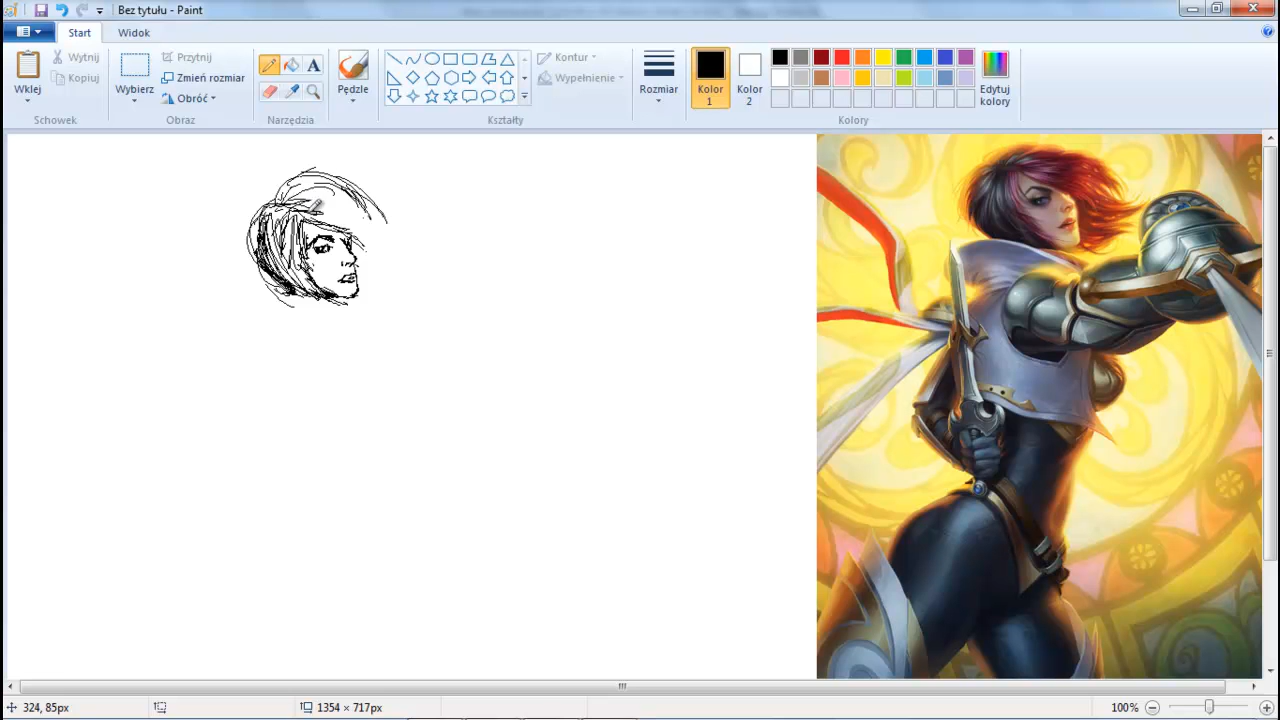 Bez tytułu - Paint
Start
Widok
Wklej
Wytnij
Kopiuj
Schowek
Wybierz
Przytnij
Zmień rozmiar
Obróć
Obraz
Narzędzia
Pędzle
Kształty
Kontur
Wypełnienie
Rozmiar
Kolor
1
Kolor
2
Edytuj
kolory
Kolory
324, 85px
1354 × 717px
100%